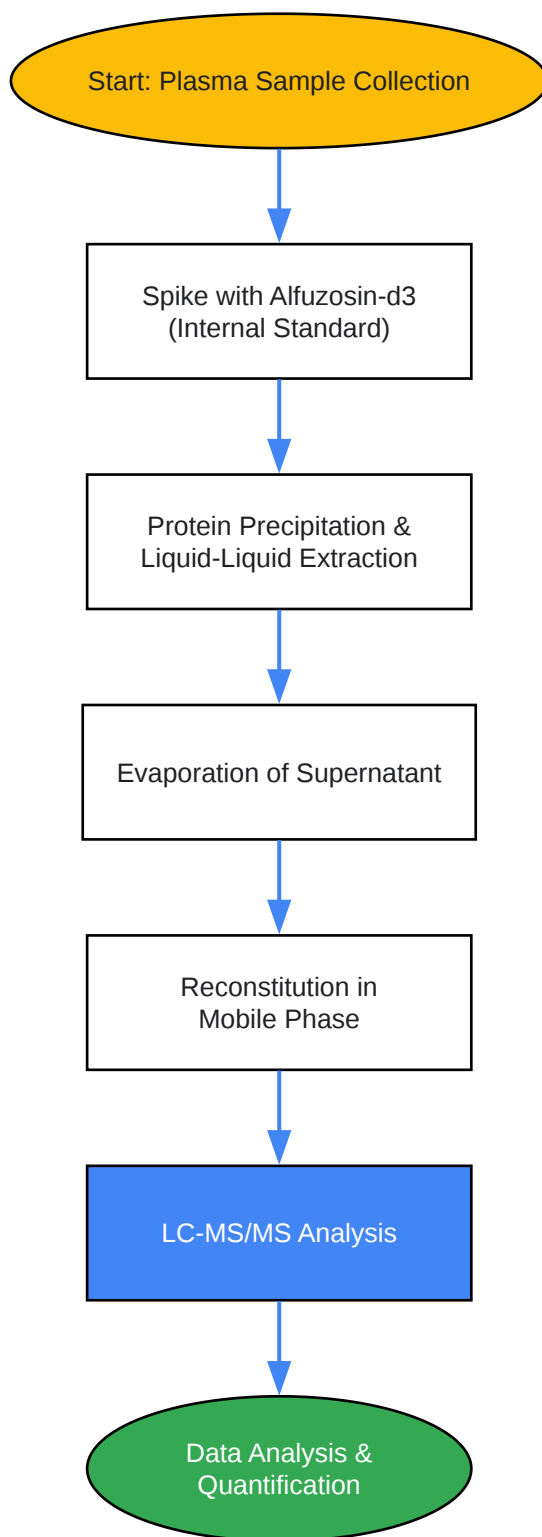 Start: Plasma Sample Collection
Spike with Alfuzosin-d3
(Internal Standard)
Protein Precipitation &
Liquid-Liquid Extraction
Evaporation of Supernatant
Reconstitution in
Mobile Phase
LC-MS/MS Analysis
Data Analysis &
Quantification